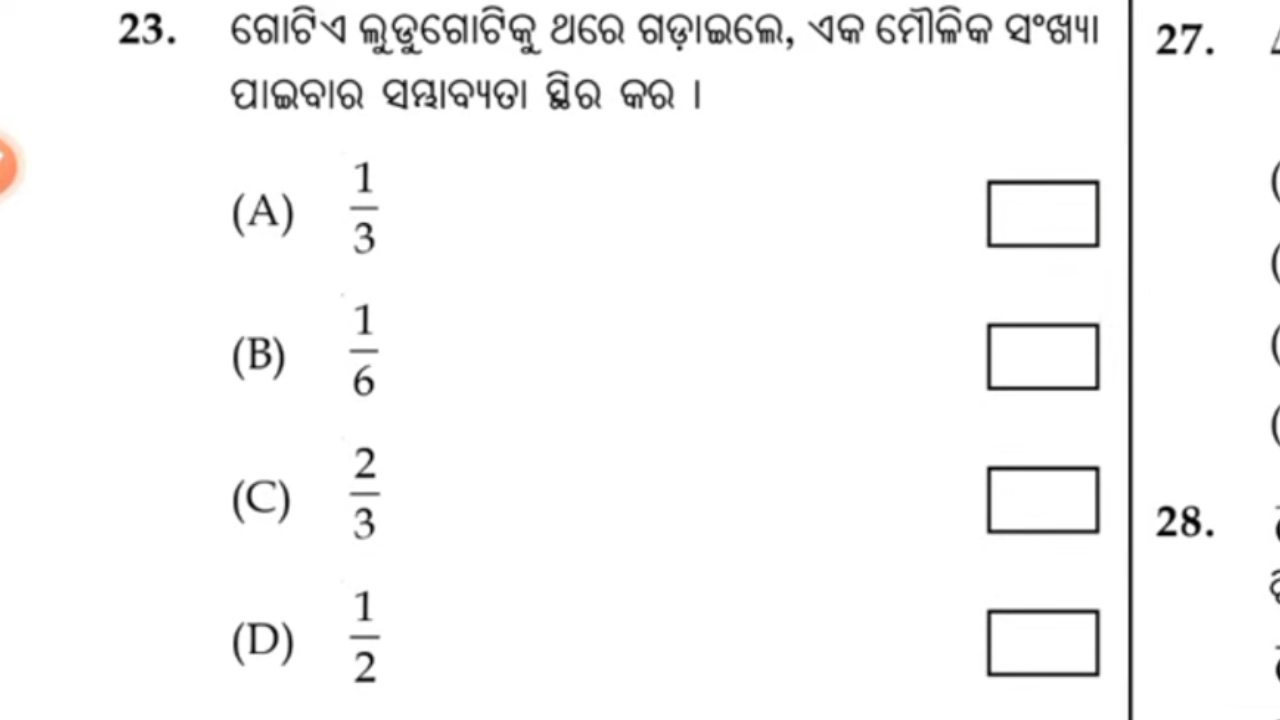 23. ଗୋଟିଏ ଲୁଡୁଗୋଟିକୁ ଥରେ ଗଡ଼ାଇଲେ, ଏକ ମୌଳିକ ସଂଖ୍ୟା
ପାଇବାର ସମ୍ଭାବ୍ୟତା ସ୍ଥିର କର ।
(A) 1/3
(B) 1/6
(C) 2/3
(D) 1/2
27.
28.